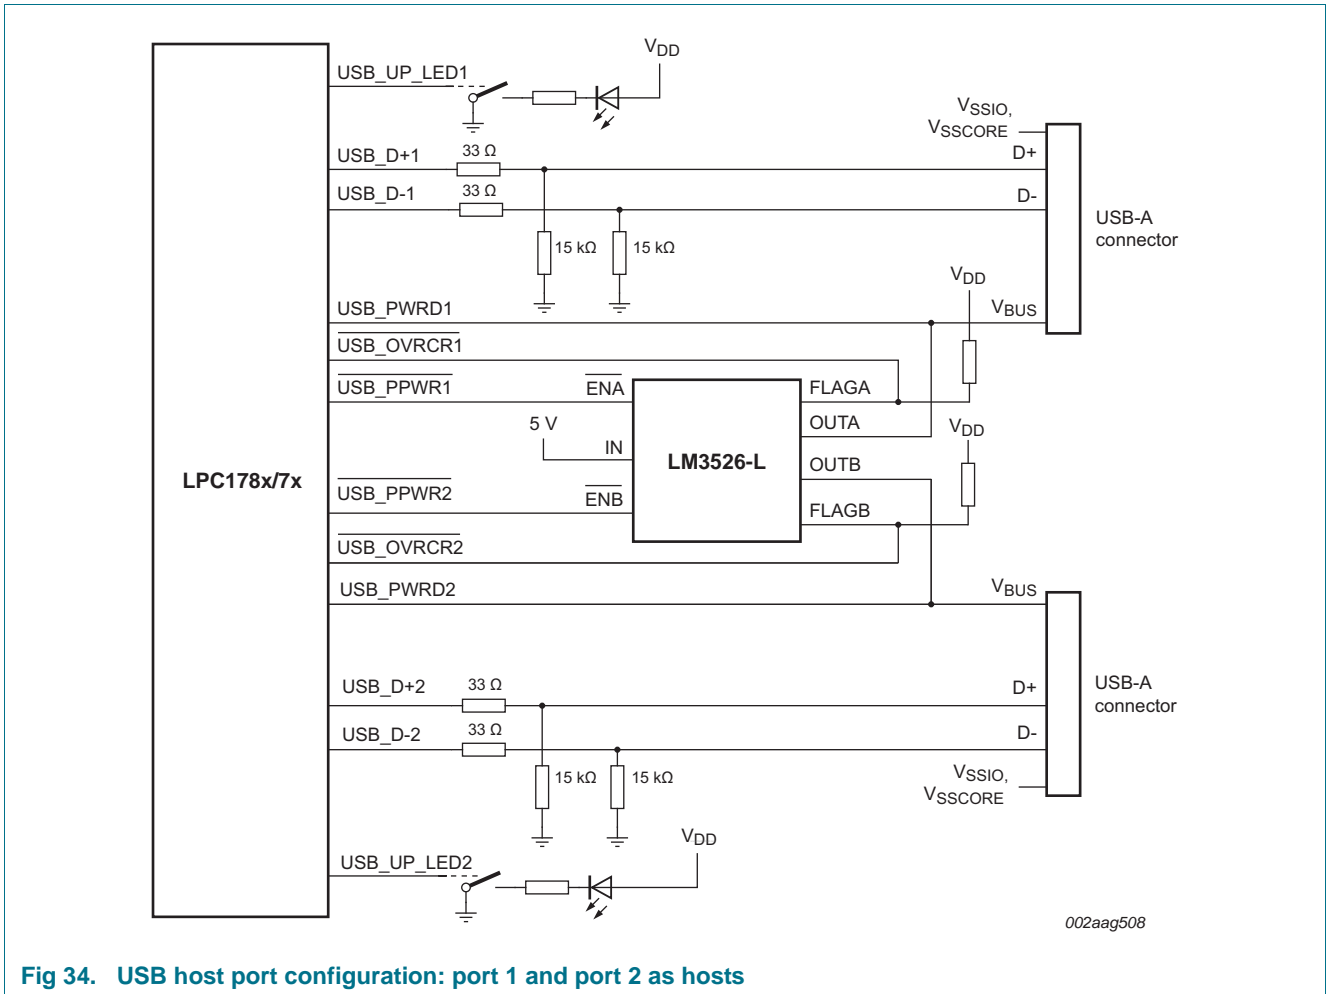 VDD
USB_UP_LED1
VSSIO,
VSSCORE
USB_D+1
33 Ω
D+
USB_D-1
33 Ω
D-
USB-A
connector
15 kΩ
15 kΩ
VDD
USB_PWRD1
VBUS
USB_OVRCR1
USB_PPWR1
ENA
FLAGA
5 V
OUTA
VDD
IN
LM3526-L
LPC178x/7x
OUTB
USB_PPWR2
ENB
FLAGB
USB_OVRCR2
USB_PWRD2
VBUS
USB_D+2
33 Ω
D+
USB-A
connector
USB_D-2
33 Ω
D-
15 kΩ
15 kΩ
VSSIO,
VSSCORE
VDD
USB_UP_LED2
002aag508
Fig 34. USB host port configuration: port 1 and port 2 as hosts